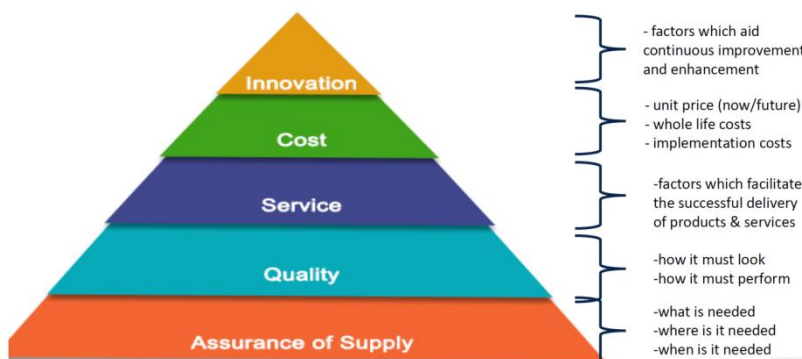 Innovation
- factors which aid
continuous improvement
and enhancement
Cost
- unit price (now/future)
- whole life costs
- implementation costs
Service
-factors which facilitate
the successful delivery
of products & services
Quality
-how it must look
-how it must perform
Assurance of Supply
-what is needed
-where is it needed
-when is it needed